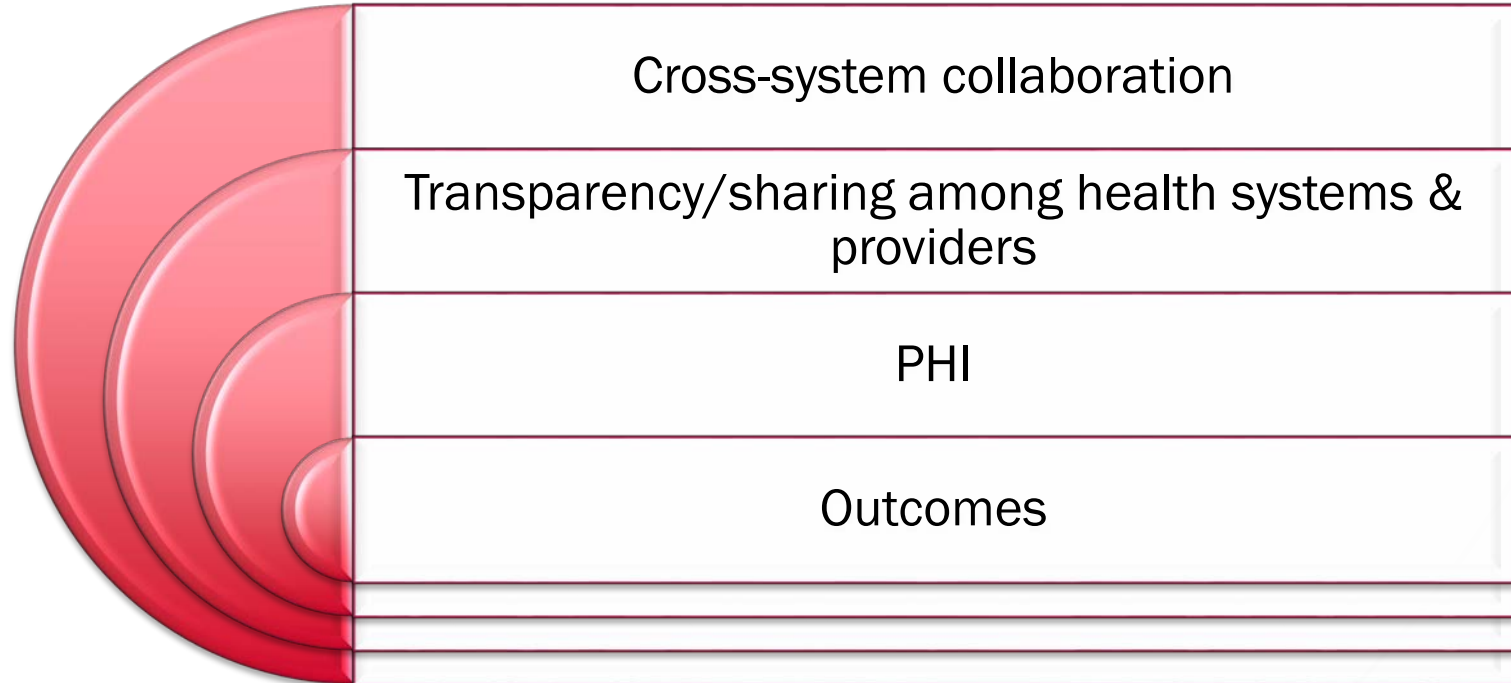 Cross-system collaboration
Transparency/sharing among health systems &
providers
PHI
Outcomes